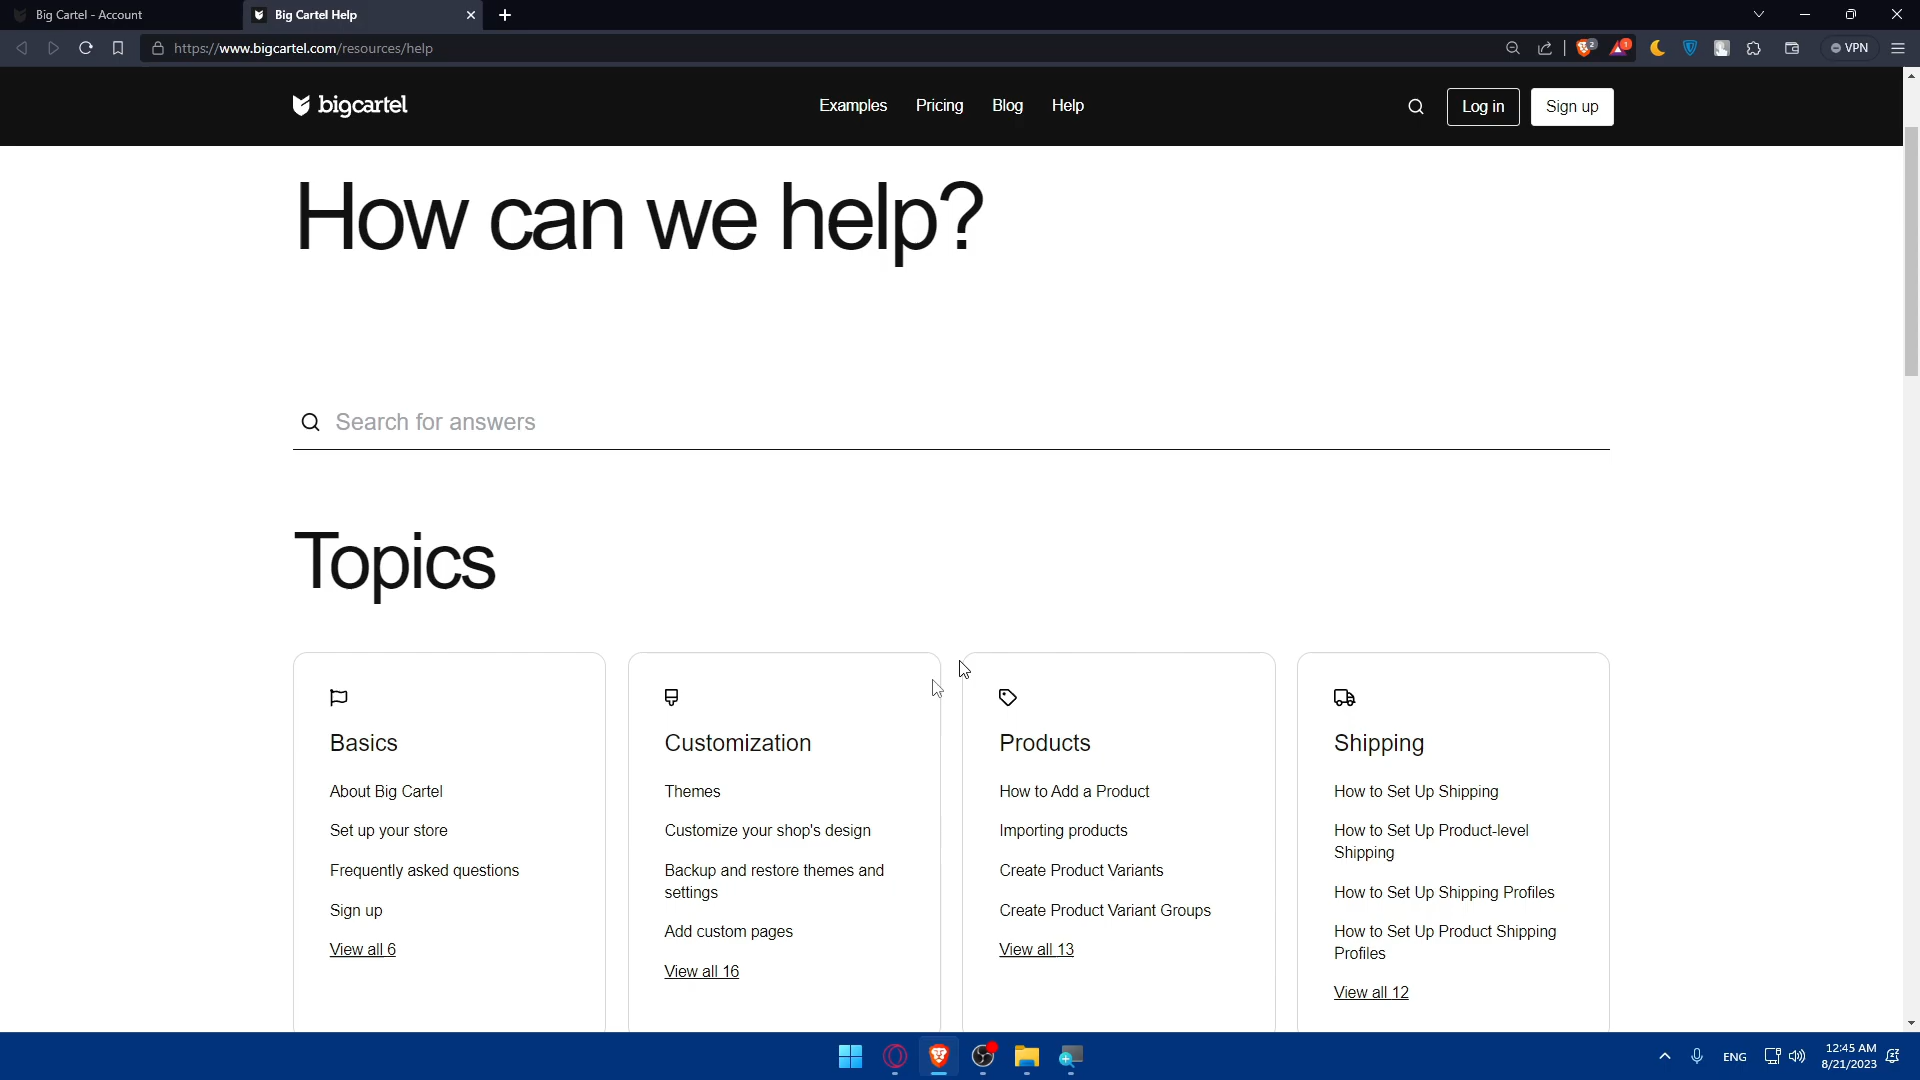 Big Cartel - Account
Big Cartel Help
https://www.bigcartel.com/resources/help
2
1
VPN
bigcartel
Examples
Pricing
Blog
Help
Log in
Sign up
How can we help?
Search for answers
Topics
Basics
About Big Cartel
Set up your store
Frequently asked questions
Sign up
View all 6
Customization
Themes
Customize your shop's design
Backup and restore themes and
settings
Add custom pages
View all 16
Products
How to Add a Product
Importing products
Create Product Variants
Create Product Variant Groups
View all 13
Shipping
How to Set Up Shipping
How to Set Up Product-level
Shipping
How to Set Up Shipping Profiles
How to Set Up Product Shipping
Profiles
View all 12
ENG
12:45 AM
8/21/2023